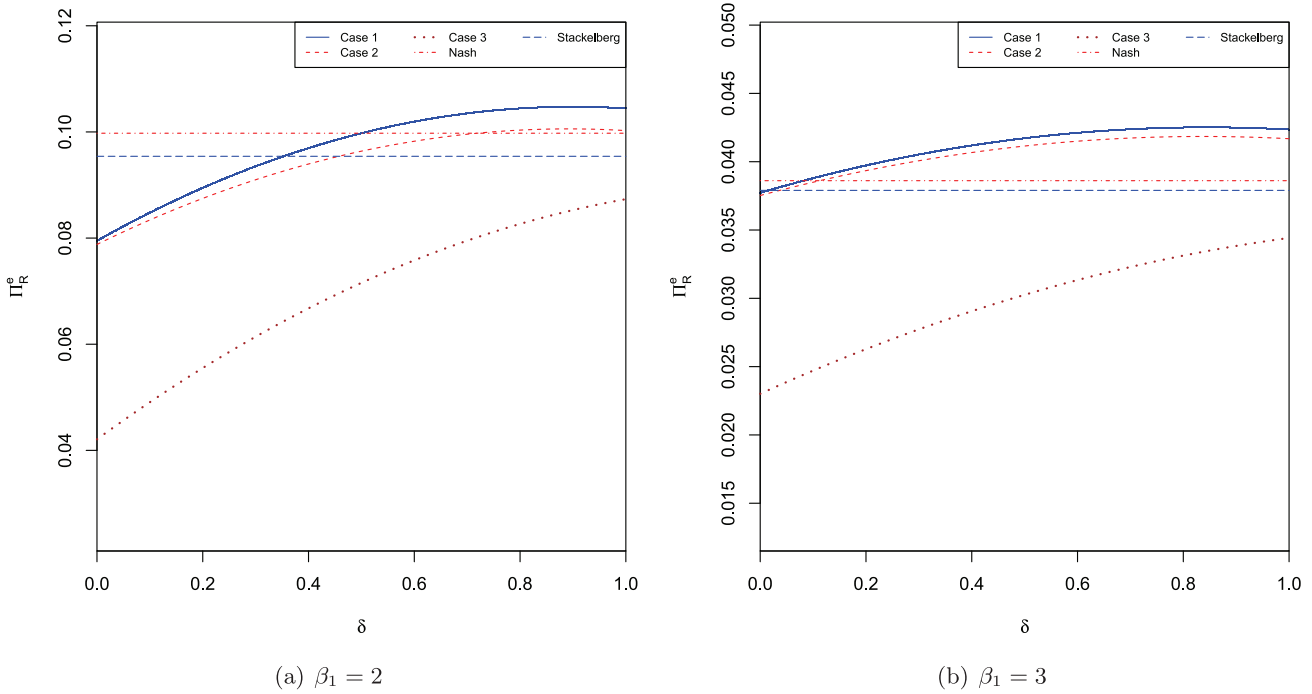 0.12
0.10
0.08
0.06
0.04
Π_R^e
Case 1
Case 2
Case 3
Nash
Stackelberg
0.0 0.2 0.4 0.6 0.8 1.0
δ
(a) β₁ = 2
0.050
0.045
0.040
0.035
0.030
0.025
0.020
0.015
Π_R^e
Case 1
Case 2
Case 3
Nash
Stackelberg
0.0 0.2 0.4 0.6 0.8 1.0
δ
(b) β₁ = 3